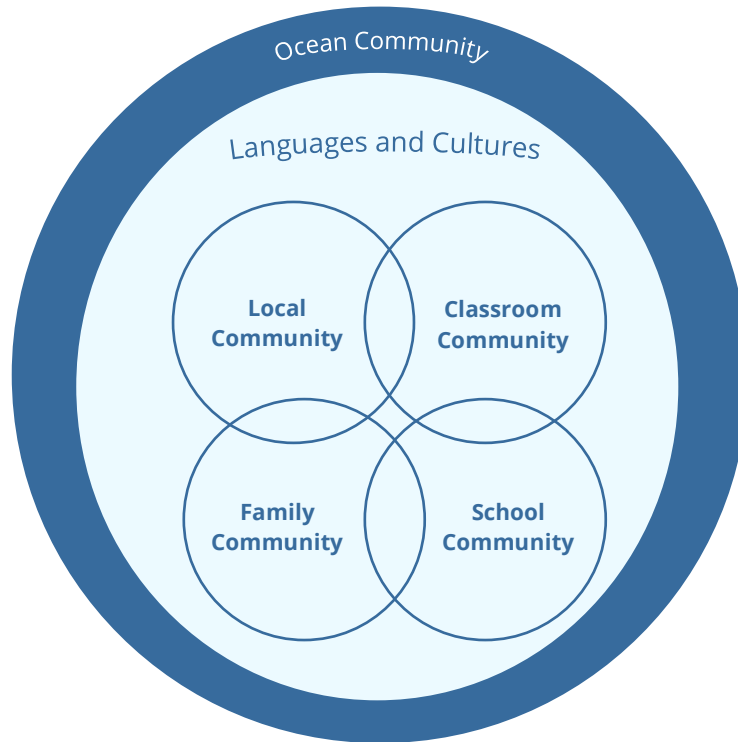 Ocean Community
Languages and Cultures
Local
Community
Classroom
Community
Family
Community
School
Community